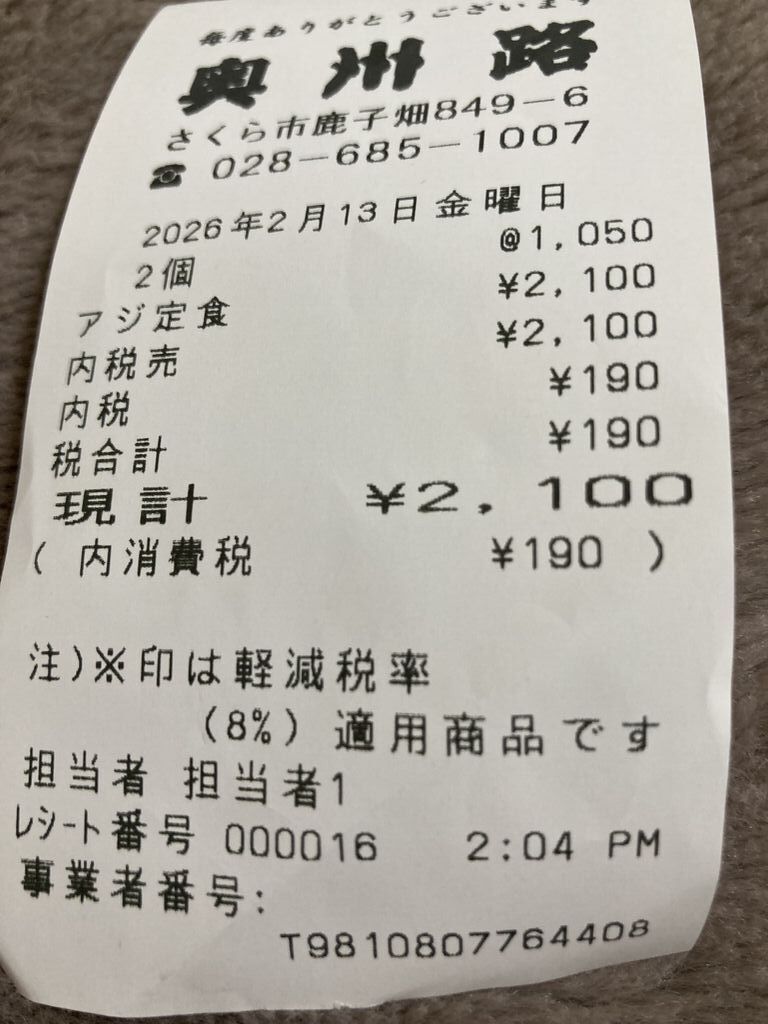 毎度ありがとうございます
奥州路
さくら市鹿子畑849-6
☎ 028-685-1007
2026年2月13日金曜日
2個 @1,050
アジ定食 ¥2,100
内税売 ¥2,100
内税 ¥190
税合計 ¥190
現計 ¥2,100
( 内消費税 ¥190 )
注)※印は軽減税率
(8%) 適用商品です
担当者 担当者1
レシート番号 000016 2:04 PM
事業者番号:
T9810807764408